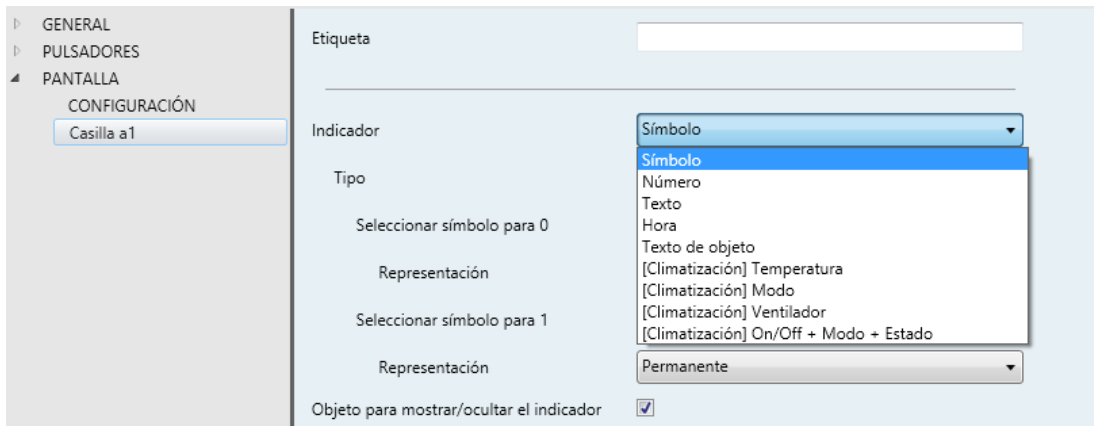 GENERAL
PULSADORES
PANTALLA
CONFIGURACIÓN
Casilla a1
Etiqueta
Indicador
Símbolo
Símbolo
Número
Texto
Hora
Texto de objeto
[Climatización] Temperatura
[Climatización] Modo
[Climatización] Ventilador
[Climatización] On/Off + Modo + Estado
Tipo
Seleccionar símbolo para 0
Representación
Seleccionar símbolo para 1
Representación
Permanente
Objeto para mostrar/ocultar el indicador